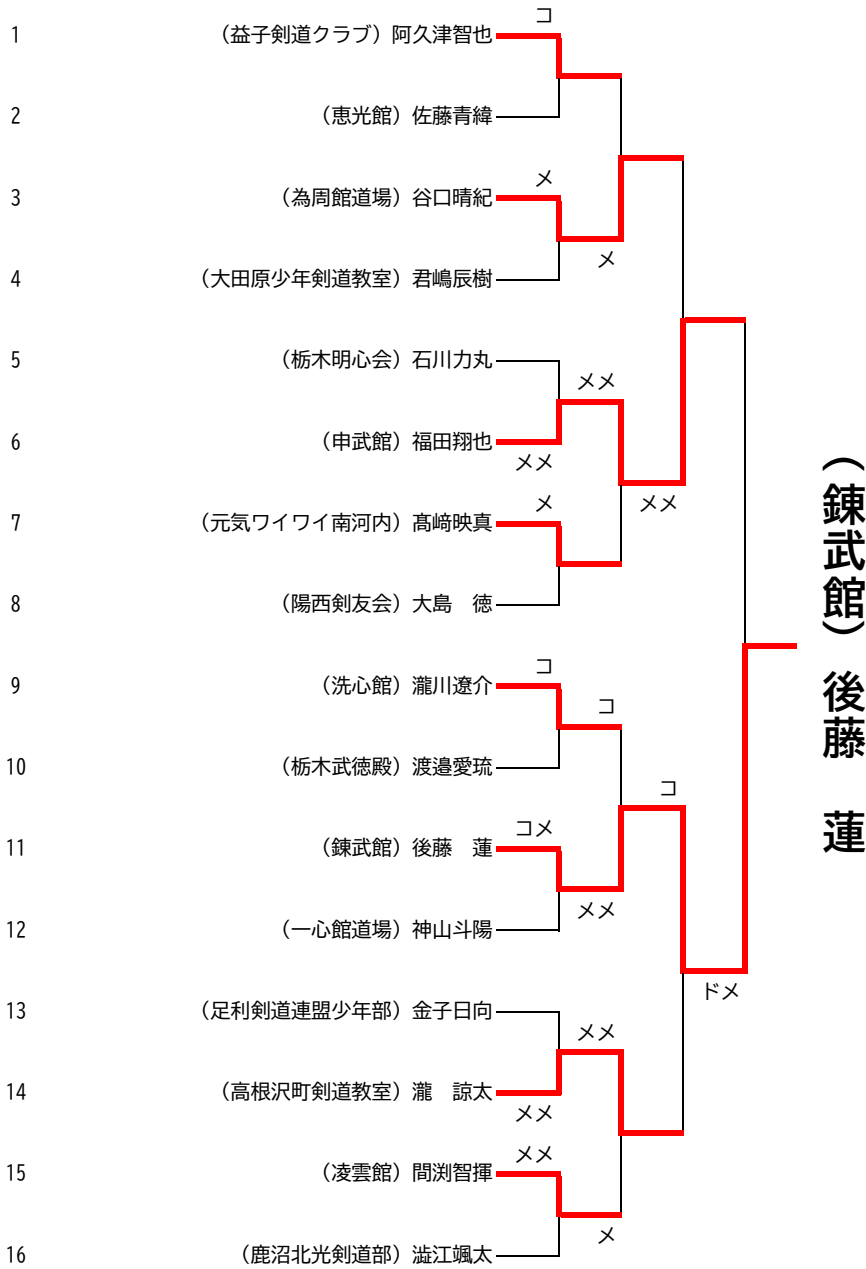 コ
1 （益子剣道クラブ）阿久津智也
2 （恵光館）佐藤青緯
メ
3 （為周館道場）谷口晴紀
メ
4 （大田原少年剣道教室）君嶋辰樹
5 （栃木明心会）石川力丸
メメ
6 （申武館）福田翔也
メメ
メ
メメ
7 （元気ワイワイ南河内）髙﨑映真
8 （陽西剣友会）大島　徳
コ
9 （洗心館）瀧川遼介
コ
10 （栃木武徳殿）渡邉愛琉
コ
コメ
11 （錬武館）後藤　蓮
メメ
12 （一心館道場）神山斗陽
ドメ
13 （足利剣道連盟少年部）金子日向
メメ
14 （高根沢町剣道教室）瀧　諒太
メメ
メメ
15 （凌雲館）間渕智揮
メ
16 （鹿沼北光剣道部）澁江颯太
（錬武館）後藤　蓮